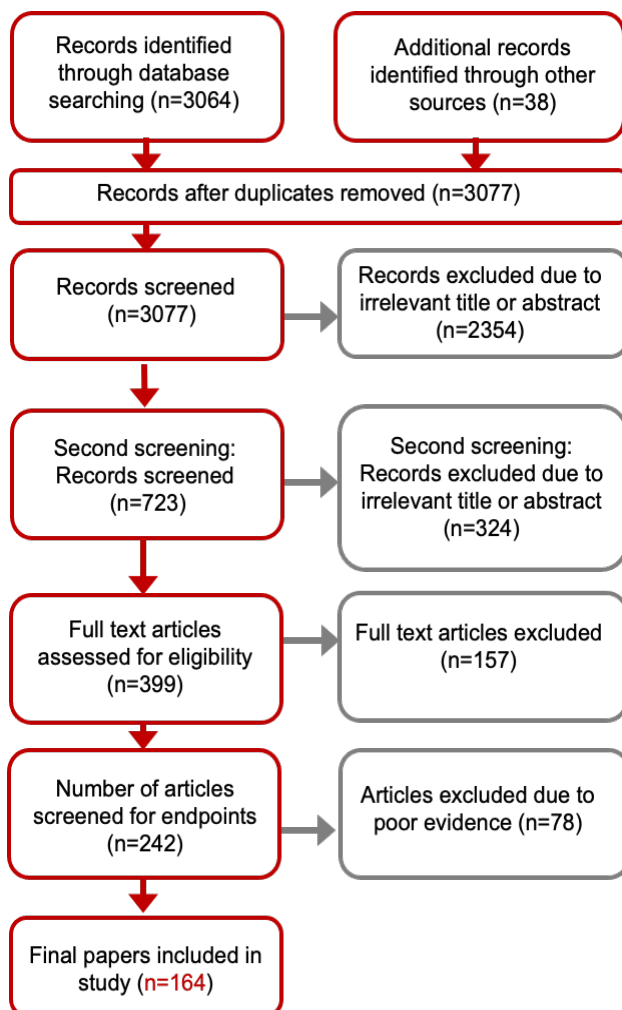 Records identified
through database
searching (n=3064)
Additional records
identified through other
sources (n=38)
Records after duplicates removed (n=3077)
Records screened
(n=3077)
Records excluded due to
irrelevant title or abstract
(n=2354)
Second screening:
Records screened
(n=723)
Second screening:
Records excluded due to
irrelevant title or abstract
(n=324)
Full text articles
assessed for eligibility
(n=399)
Full text articles excluded
(n=157)
Number of articles
screened for endpoints
(n=242)
Articles excluded due to
poor evidence (n=78)
Final papers included in
study (n=164)